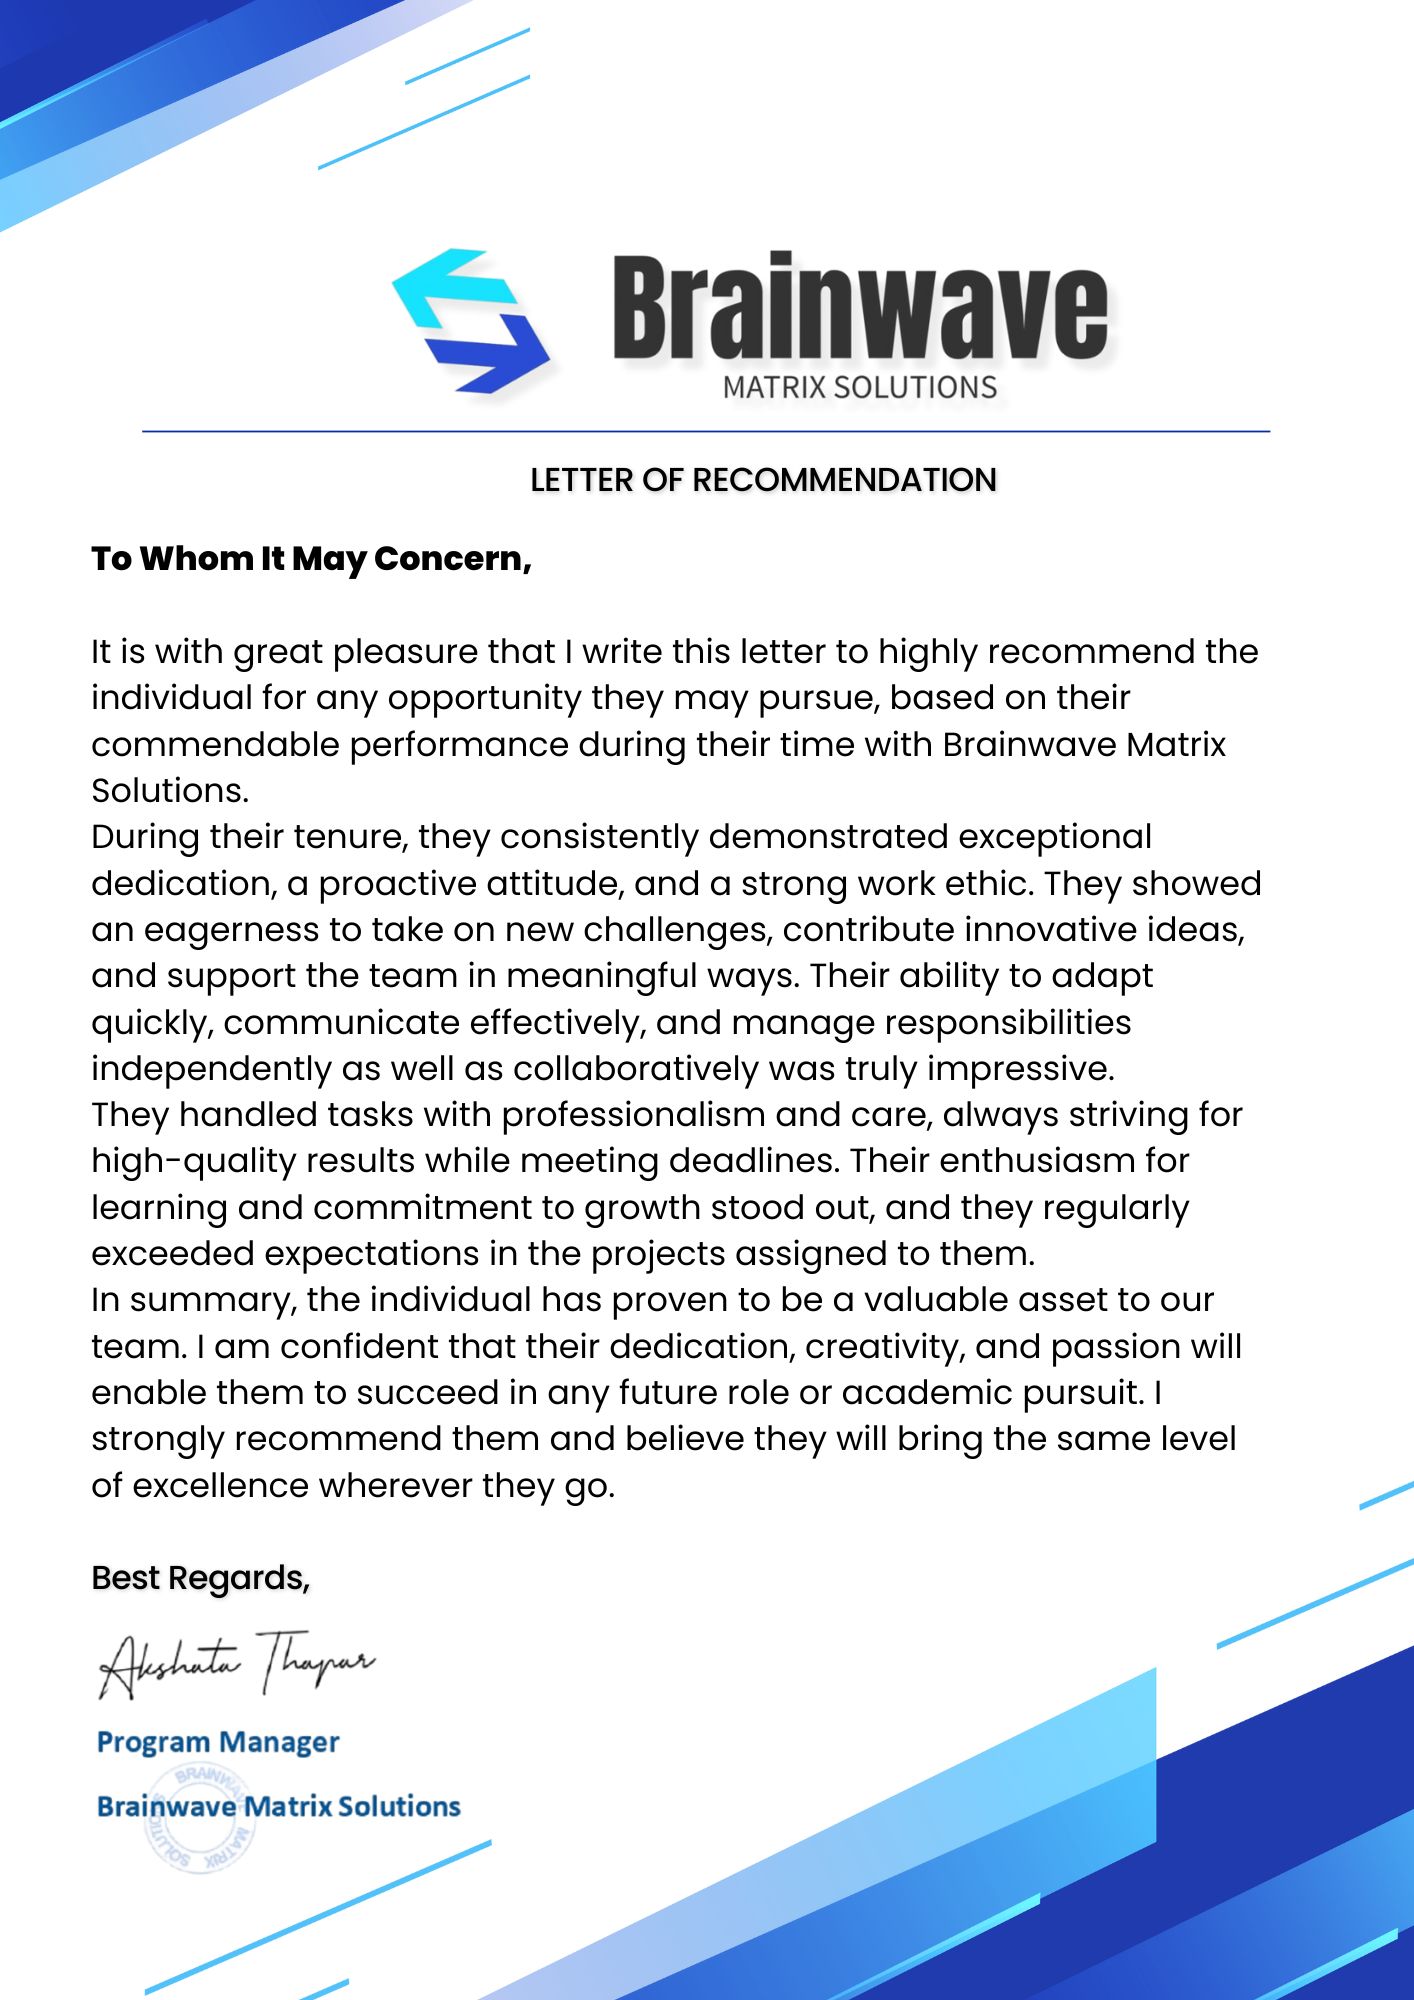 Brainwave
MATRIX SOLUTIONS
LETTER OF RECOMMENDATION
To Whom It May Concern,
It is with great pleasure that I write this letter to highly recommend the
individual for any opportunity they may pursue, based on their
commendable performance during their time with Brainwave Matrix
Solutions.
During their tenure, they consistently demonstrated exceptional
dedication, a proactive attitude, and a strong work ethic. They showed
an eagerness to take on new challenges, contribute innovative ideas,
and support the team in meaningful ways. Their ability to adapt
quickly, communicate effectively, and manage responsibilities
independently as well as collaboratively was truly impressive.
They handled tasks with professionalism and care, always striving for
high-quality results while meeting deadlines. Their enthusiasm for
learning and commitment to growth stood out, and they regularly
exceeded expectations in the projects assigned to them.
In summary, the individual has proven to be a valuable asset to our
team. I am confident that their dedication, creativity, and passion will
enable them to succeed in any future role or academic pursuit. I
strongly recommend them and believe they will bring the same level
of excellence wherever they go.
Best Regards,
Akshata Thapar
Program Manager
Brainwave Matrix Solutions
BRAINWAVE MATRIX SOLUTIONS